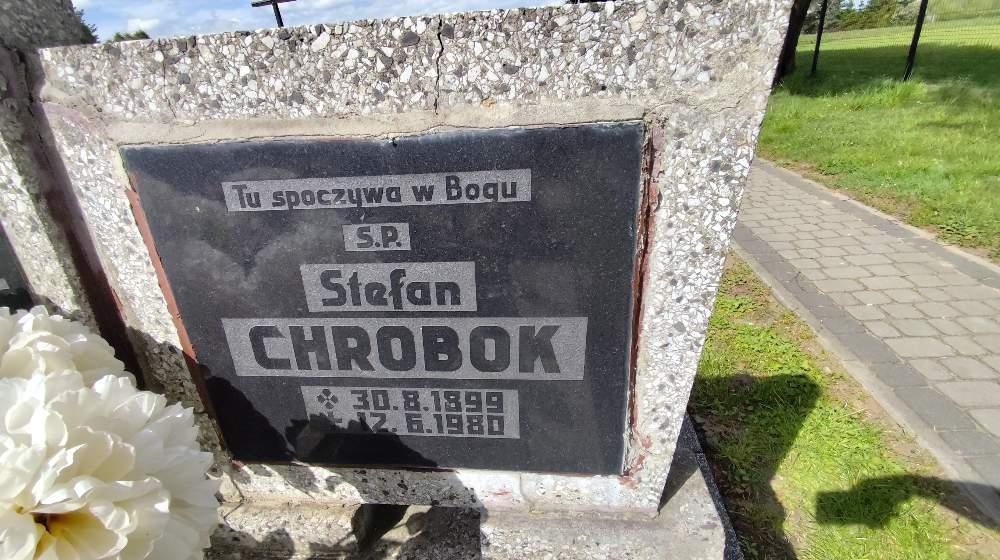 Tu spoczywa w Bogu
Ś.P.
Stefan
CHROBOK
30.8.1899
12.6.1980